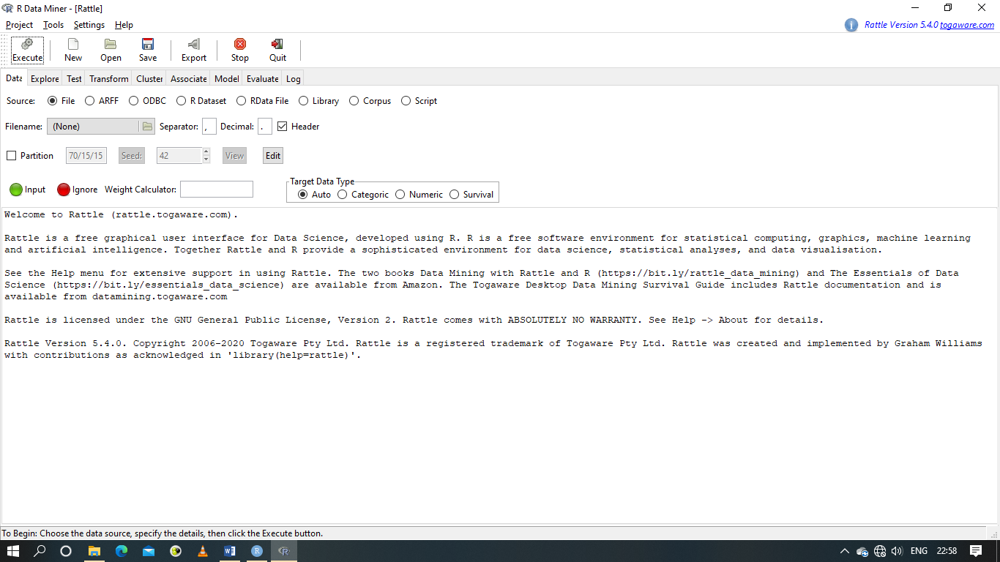 R Data Miner - [Rattle]
Project Tools Settings Help
Rattle Version 5.4.0 togaware.com
Execute New Open Save Export Stop Quit
Data Explore Test Transform Cluster Associate Model Evaluate Log
Source: File ARFF ODBC R Dataset RData File Library Corpus Script
Filename: (None) Separator: , Decimal: . Header
Partition 70/15/15 Seed: 42 View Edit
Target Data Type
Input Ignore Weight Calculator: Auto Categoric Numeric Survival
Welcome to Rattle (rattle.togaware.com).
Rattle is a free graphical user interface for Data Science, developed using R. R is a free software environment for statistical computing, graphics, machine learning
and artificial intelligence. Together Rattle and R provide a sophisticated environment for data science, statistical analyses, and data visualisation.
See the Help menu for extensive support in using Rattle. The two books Data Mining with Rattle and R (https://bit.ly/rattle_data_mining) and The Essentials of Data
Science (https://bit.ly/essentials_data_science) are available from Amazon. The Togaware Desktop Data Mining Survival Guide includes Rattle documentation and is
available from datamining.togaware.com
Rattle is licensed under the GNU General Public License, Version 2. Rattle comes with ABSOLUTELY NO WARRANTY. See Help -> About for details.
Rattle Version 5.4.0. Copyright 2006-2020 Togaware Pty Ltd. Rattle is a registered trademark of Togaware Pty Ltd. Rattle was created and implemented by Graham Williams
with contributions as acknowledged in 'library(help=rattle)'.
To Begin: Choose the data source, specify the details, then click the Execute button.
ENG 22:58